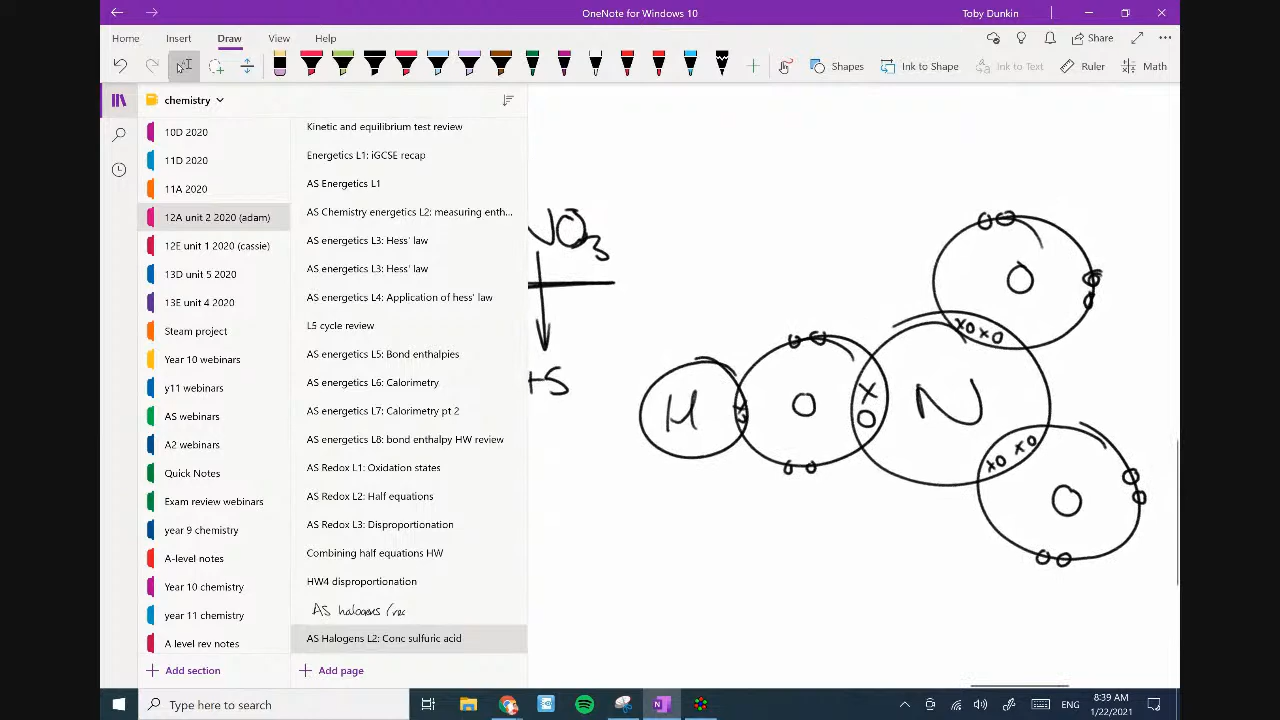 OneNote for Windows 10
Toby Dunkin
Home Insert Draw View Help
Share
Shapes Ink to Shape Ink to Text Ruler Math
chemistry
10D 2020
11D 2020
11A 2020
12A unit 2 2020 (adam)
12E unit 1 2020 (cassie)
13D unit 5 2020
13E unit 4 2020
Steam project
Year 10 webinars
y11 webinars
AS webinars
A2 webinars
Quick Notes
Exam review webinars
year 9 chemistry
A-level notes
Year 10 chemistry
year 11 chemistry
A level rev notes
Add section
Kinetic and equilibrium test review
Energetics L1: iGCSE recap
AS Energetics L1
AS Chemistry energetics L2: measuring enth...
AS energetics L3: Hess' law
AS energetics L3: Hess' law
AS energetics L4: Application of hess' law
L5 cycle review
AS energetics L5: Bond enthalpies
AS energetics L6: Calorimetry
AS energetics L7: Calorimetry pt 2
AS energetics L8: bond enthalpy HW review
AS Redox L1: Oxidation states
AS Redox L2: Half equations
AS Redox L3: Disproportionation
Combining half equations HW
HW4 disproportionation
AS halogens (rec
AS Halogens L2: Conc sulfuric acid
Add page
NO3
+5
O
H O N
O
Type here to search
ENG
8:39 AM
1/22/2021